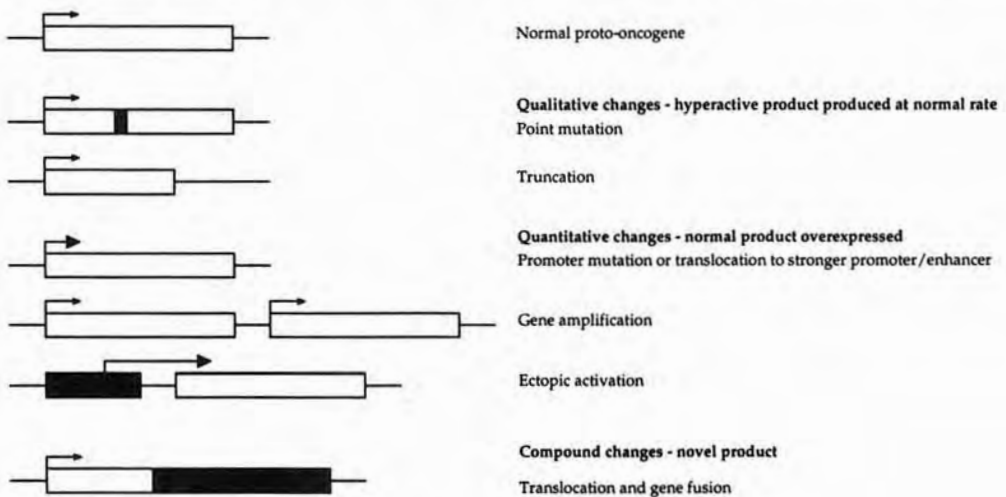 Normal proto-oncogene
Qualitative changes - hyperactive product produced at normal rate
Point mutation
Truncation
Quantitative changes - normal product overexpressed
Promoter mutation or translocation to stronger promoter/enhancer
Gene amplification
Ectopic activation
Compound changes - novel product
Translocation and gene fusion